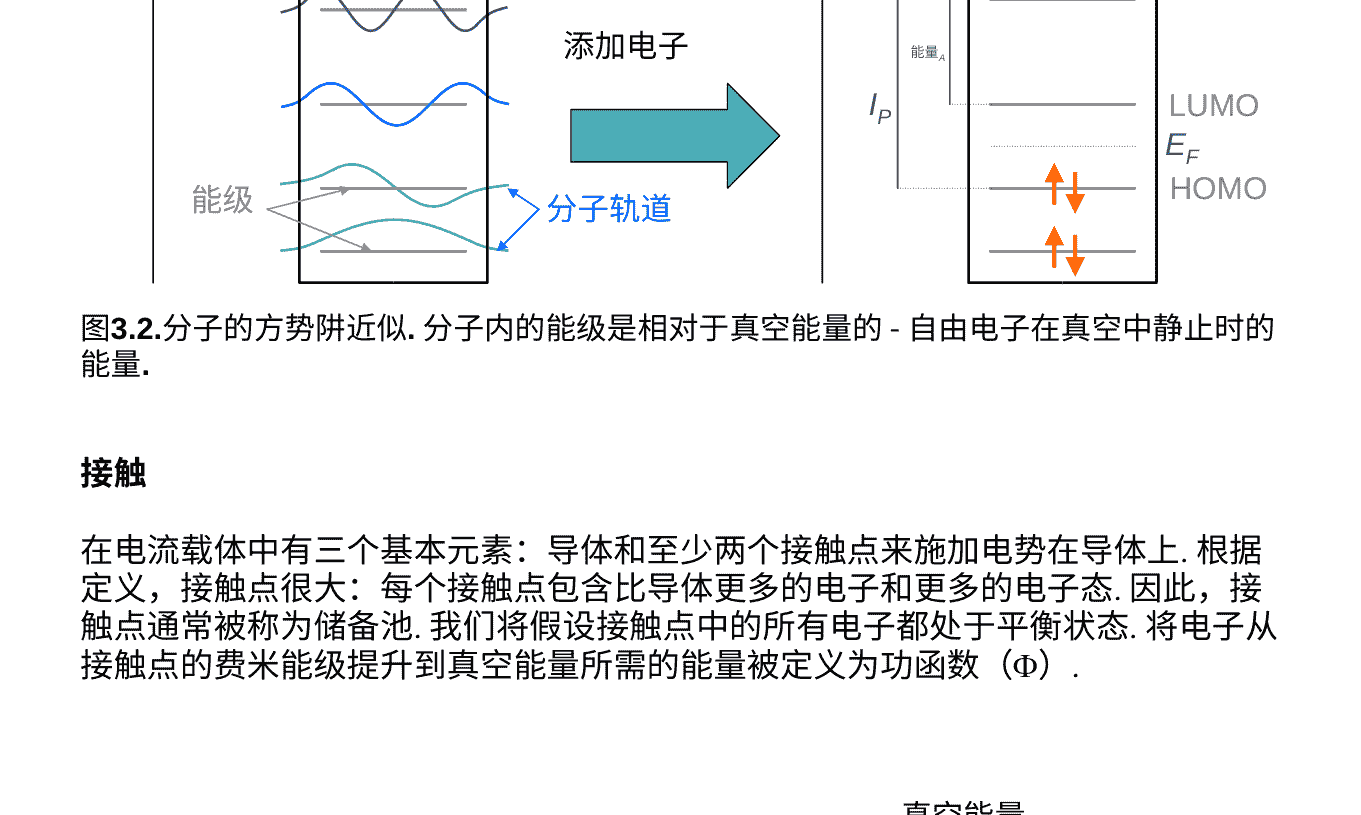 添加电子
能量A
IP
LUMO
EF
HOMO
能级
分子轨道
图3.2.分子的方势阱近似. 分子内的能级是相对于真空能量的 - 自由电子在真空中静止时的
能量.
接触
在电流载体中有三个基本元素：导体和至少两个接触点来施加电势在导体上. 根据
定义，接触点很大：每个接触点包含比导体更多的电子和更多的电子态. 因此，接
触点通常被称为储备池. 我们将假设接触点中的所有电子都处于平衡状态. 将电子从
接触点的费米能级提升到真空能量所需的能量被定义为功函数（Φ）.
真空能量